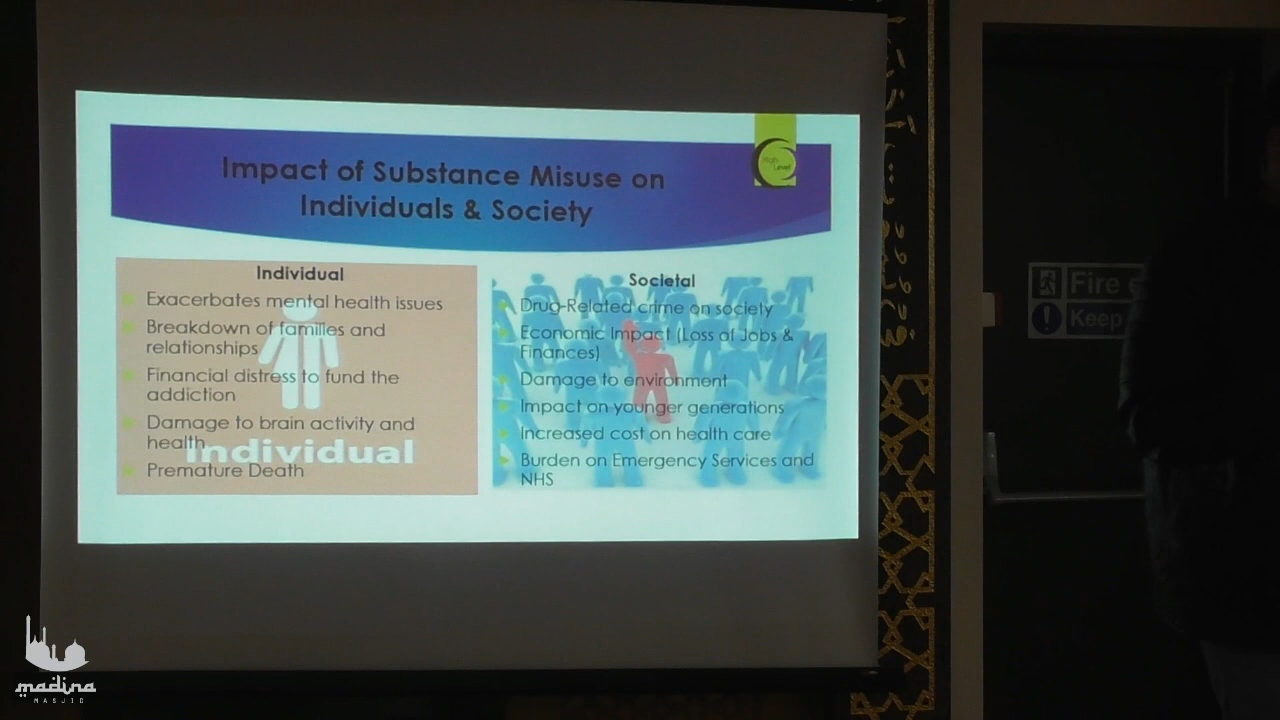 Impact of Substance Misuse on
Individuals & Society
High
Level
Individual
Exacerbates mental health issues
Breakdown of families and
relationships
Financial distress to fund the
addiction
Damage to brain activity and
health
Individual
Premature Death
Societal
Drug-Related crime on society
Economic Impact (Loss of Jobs &
Finances)
Damage to environment
Impact on younger generations
Increased cost on health care
Burden on Emergency Services and
NHS
Fire
Keep
madina
MASJID